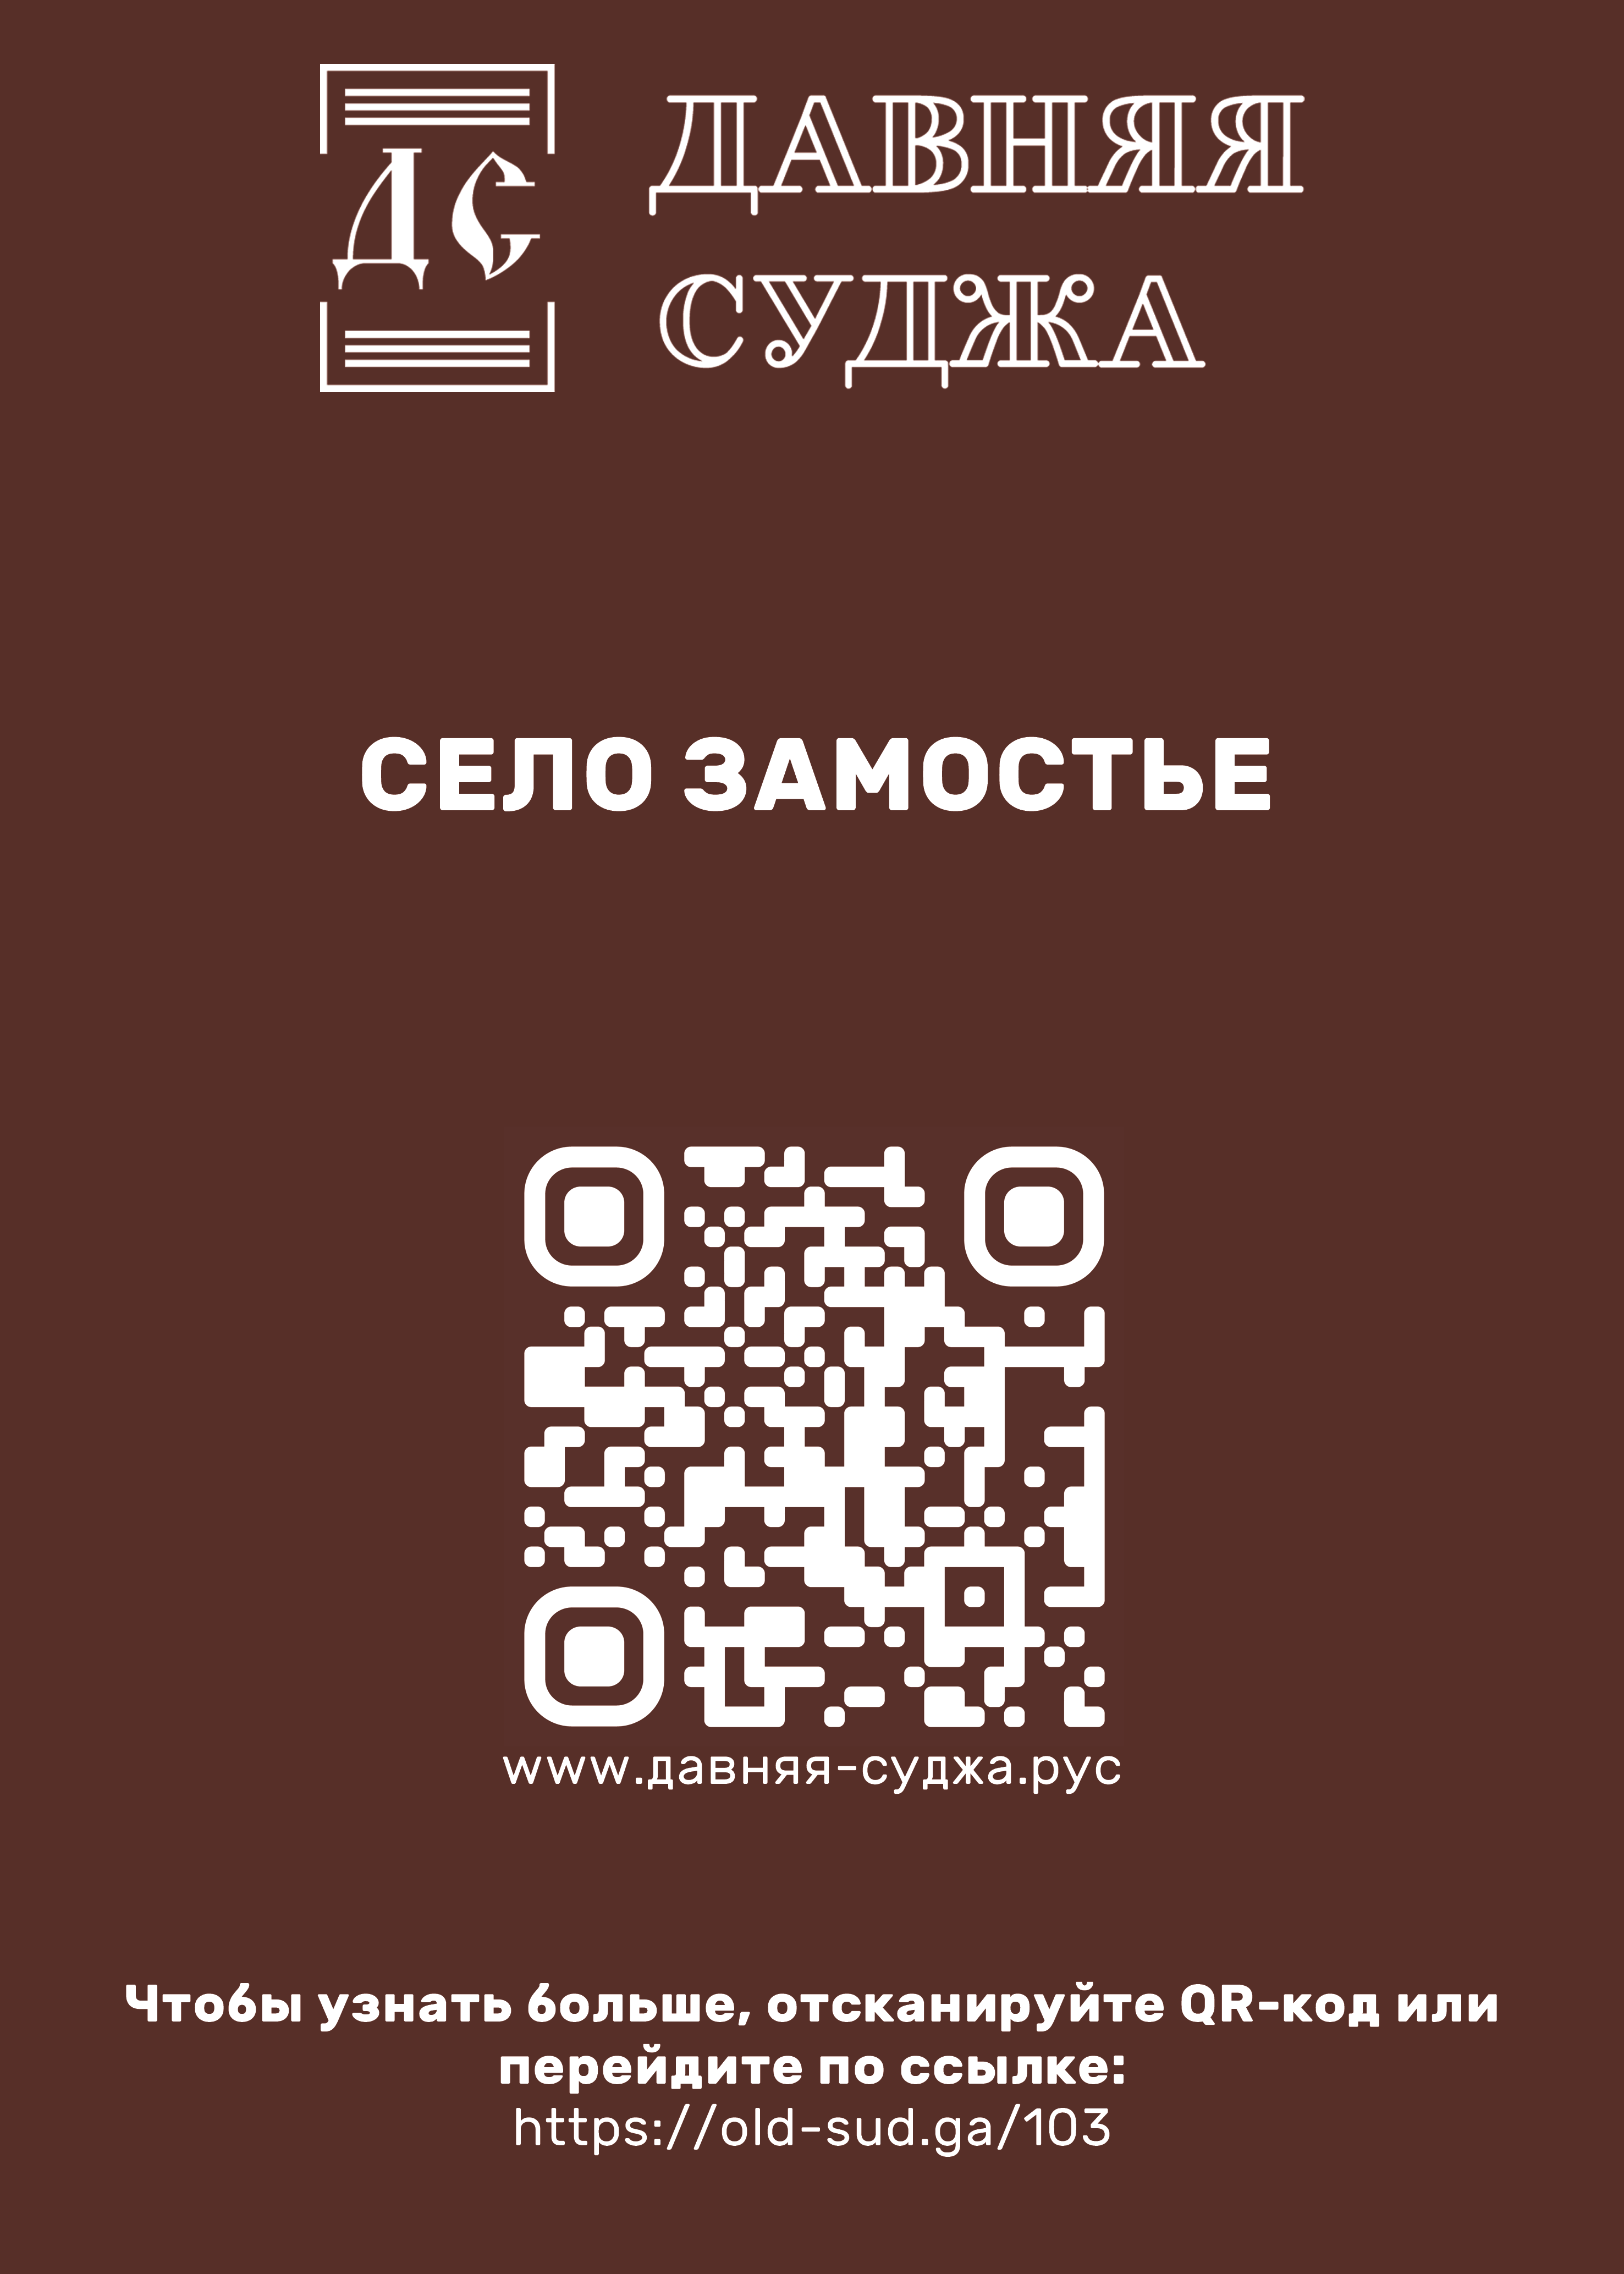 ДС
ДАВНЯЯ
СУДЖА
СЕЛО ЗАМОСТЬЕ
www.давняя-суджа.рус
Чтобы узнать больше, отсканируйте QR-код или
перейдите по ссылке:
https://old-sud.ga/103